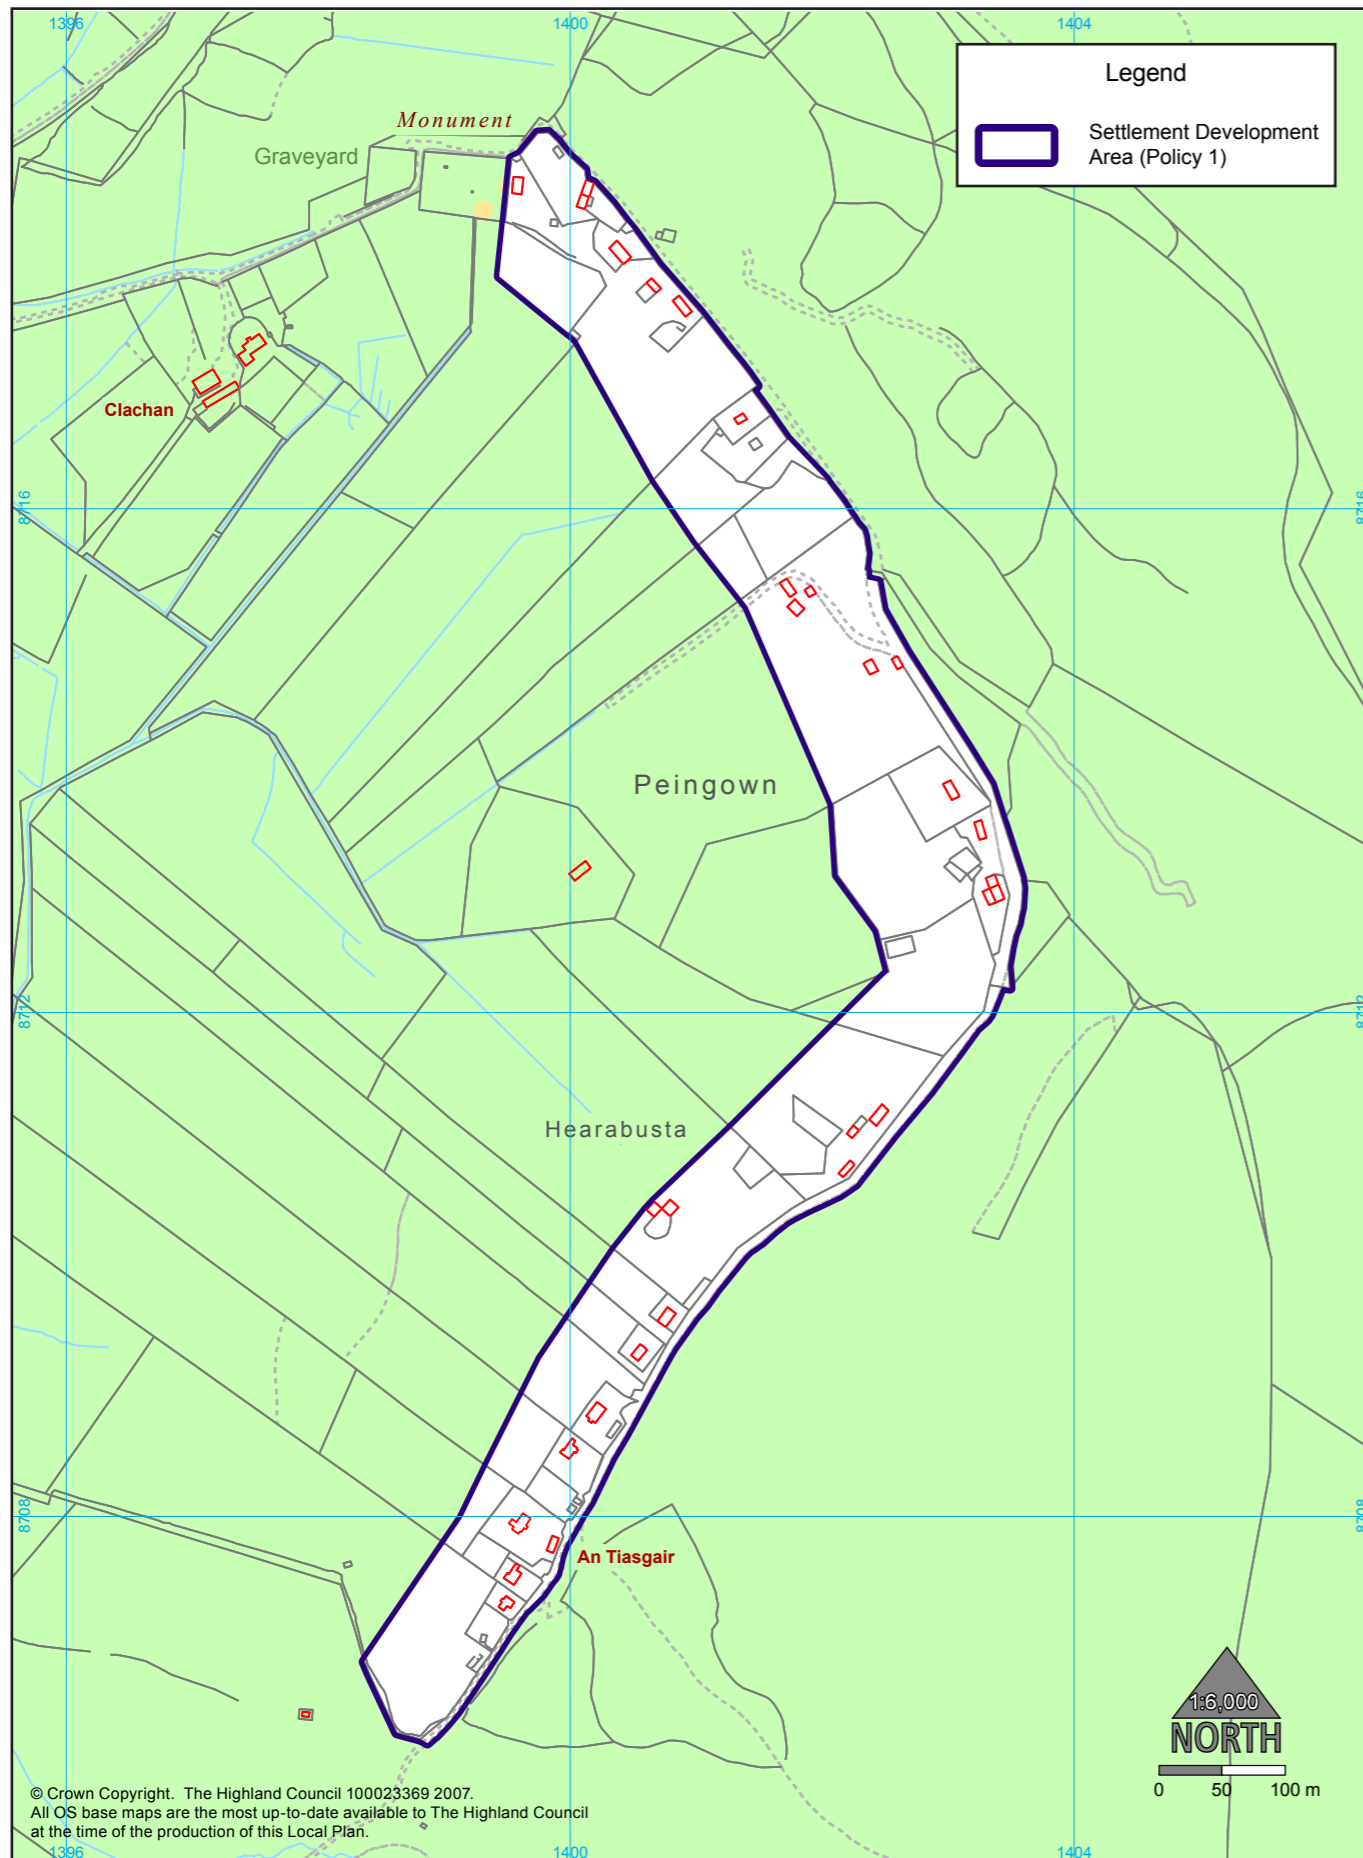 1396
1400
1404
Legend
Settlement Development
Area (Policy 1)
Monument
Graveyard
Clachan
8716
8716
Peingown
8712
8712
Hearabusta
8708
8708
An Tiasgair
1:6,000
NORTH
0 50 100 m
© Crown Copyright. The Highland Council 100023369 2007.
All OS base maps are the most up-to-date available to The Highland Council
at the time of the production of this Local Plan.
1396
1400
1404